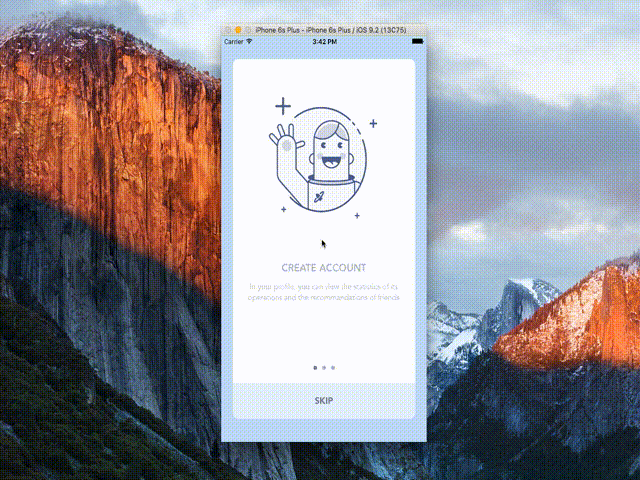 iPhone 6s Plus - iPhone 6s Plus / iOS 9.2 (13C75)
Carrier 3:42 PM
CREATE ACCOUNT
In your profile, you can view the statistics of its
operations and the recommandations of friends
SKIP